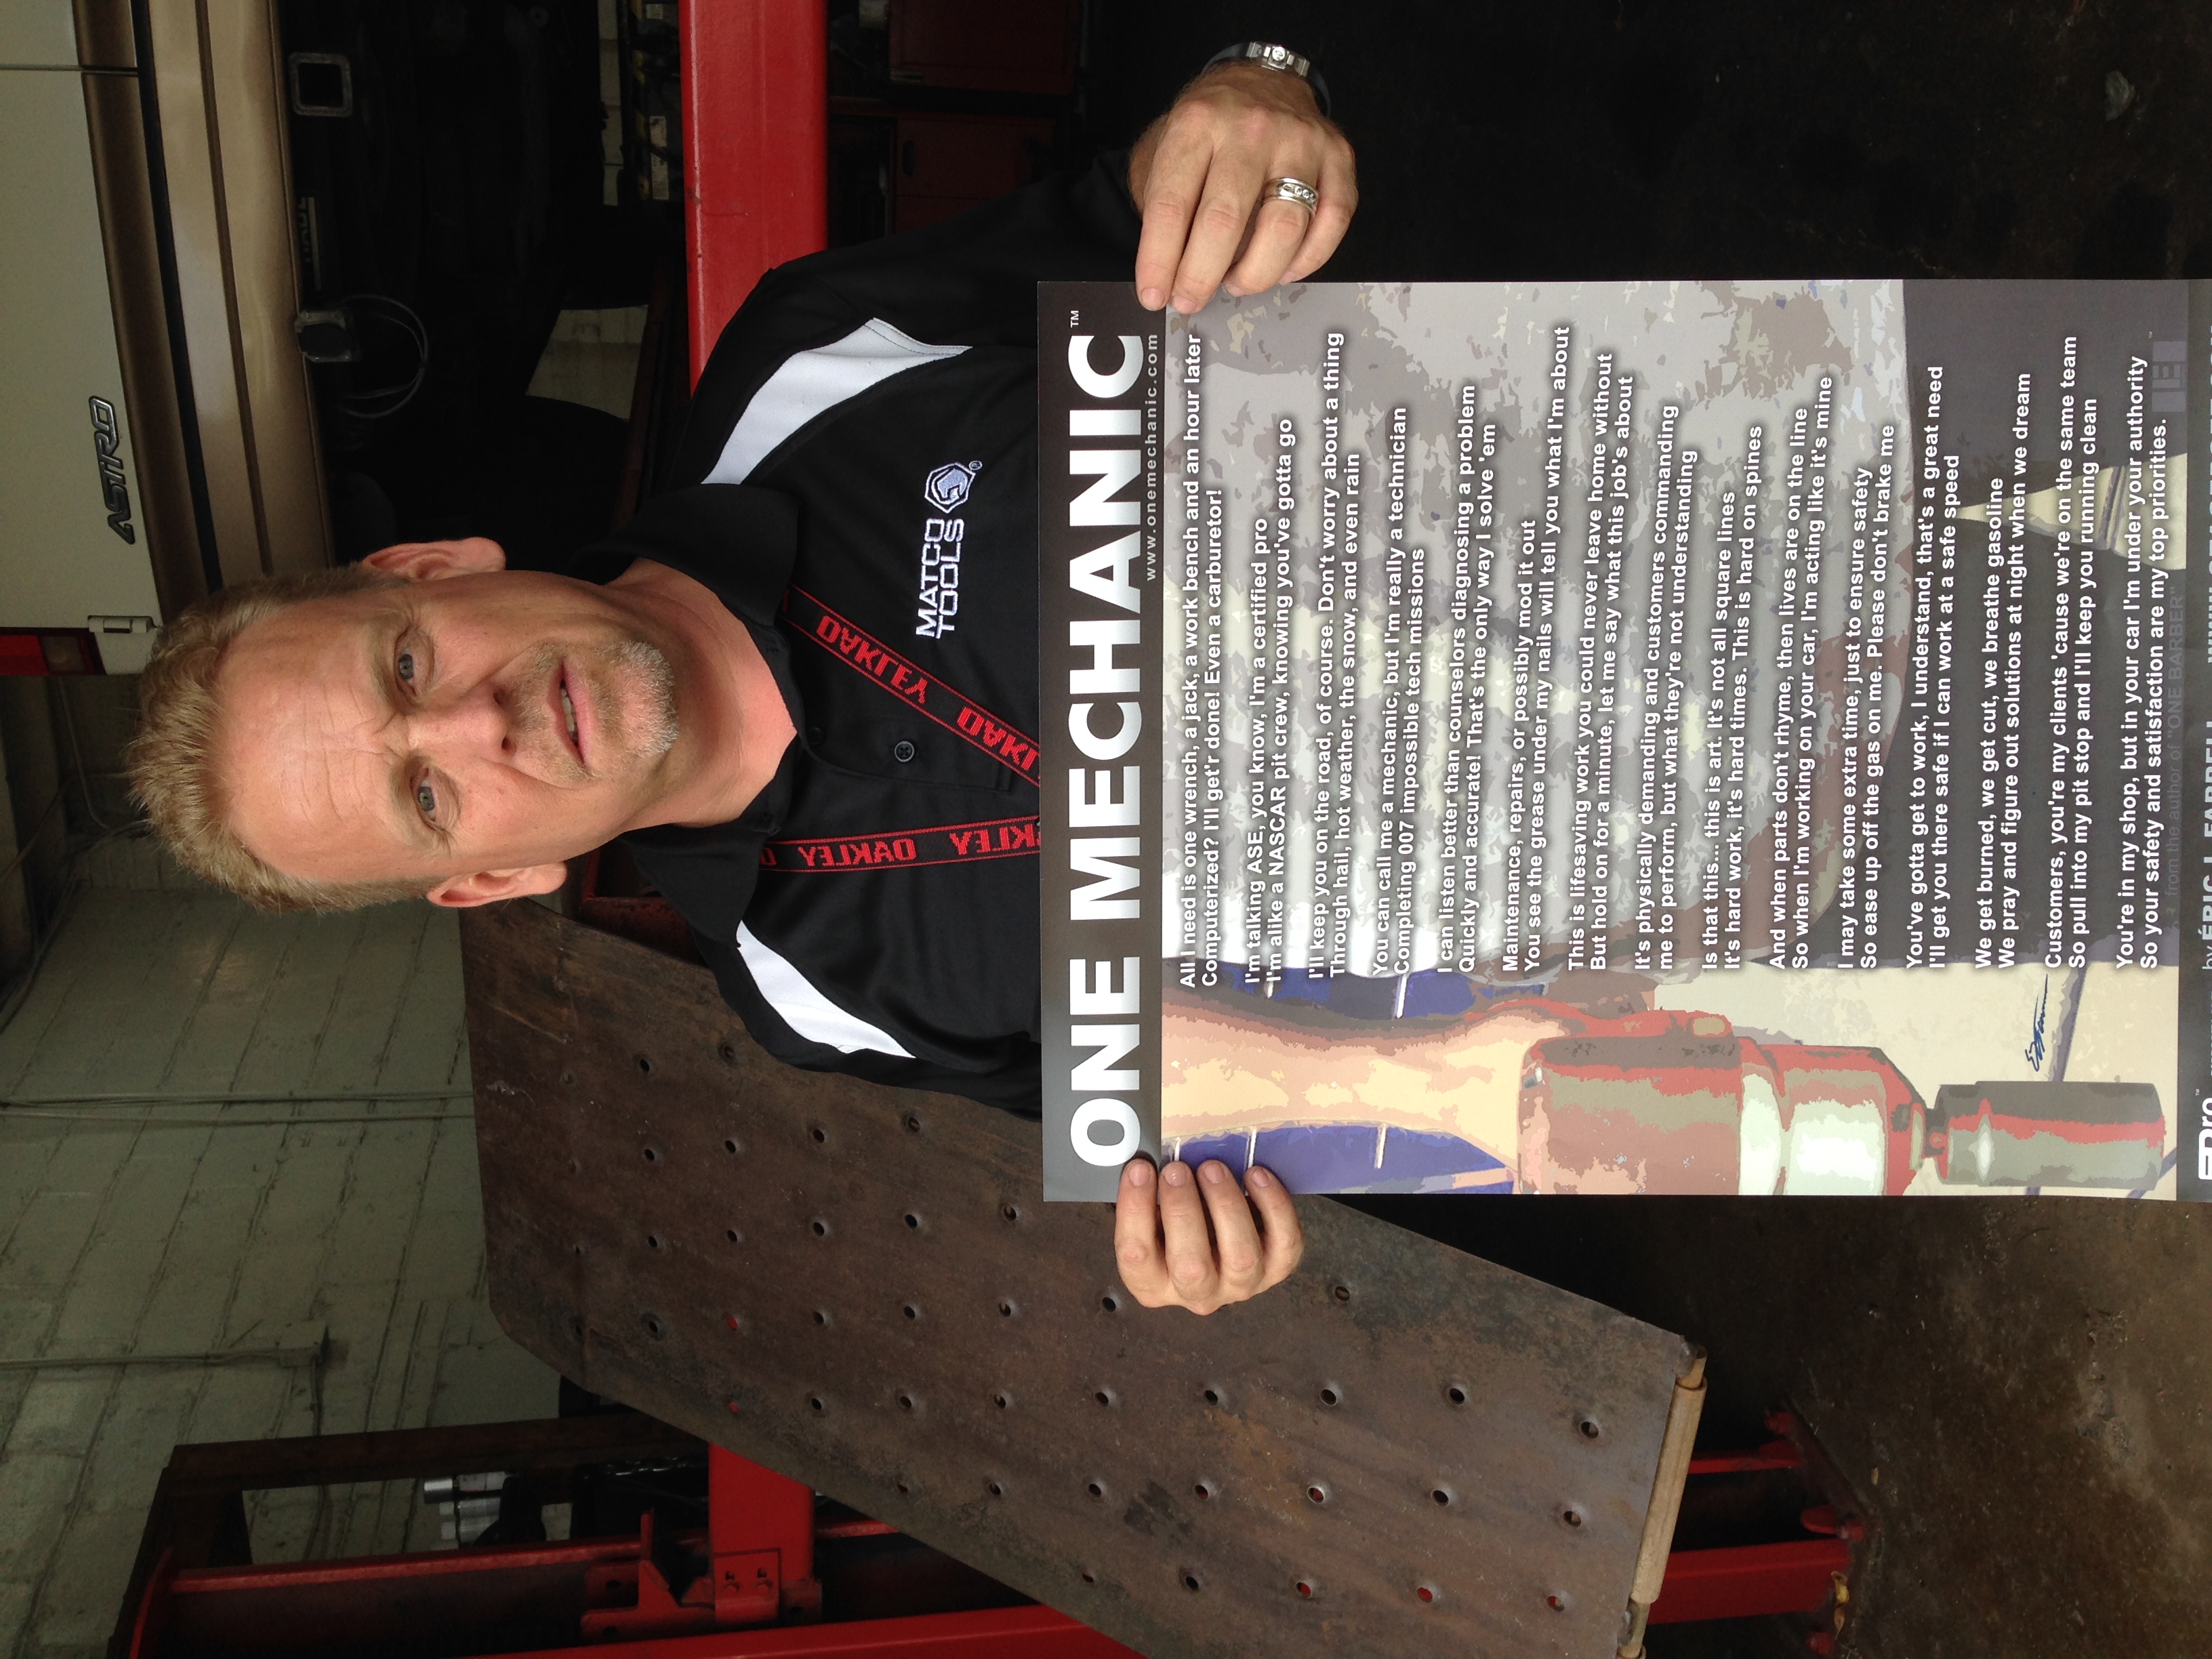 ASTRO
MATCO
TOOLS
OAKLEY
OAKLEY
OAKLEY
ONE MECHANIC™
www.onemechanic.com
All I need is one wrench, a jack, a work bench and an hour later
Computerized? I'll get'r done! Even a carburetor!
I'm talking ASE, you know, I'm a certified pro
I'm alike a NASCAR pit crew, knowing you've gotta go
I'll keep you on the road, of course. Don't worry about a thing
Through hail, hot weather, the snow, and even rain
You can call me a mechanic, but I'm really a technician
Completing 007 impossible tech missions
I can listen better than counselors diagnosing a problem
Quickly and accurate! That's the only way I solve 'em
Maintenance, repairs, or possibly mod it out
You see the grease under my nails will tell you what I'm about
This is lifesaving work you could never leave home without
But hold on for a minute, let me say what this job's about
It's physically demanding and customers commanding
me to perform, but what they're not understanding
Is that this... this is art. It's not all square lines
It's hard work, it's hard times. This is hard on spines
And when parts don't rhyme, then lives are on the line
So when I'm working on your car, I'm acting like it's mine
I may take some extra time, just to ensure safety
So ease up off the gas on me. Please don't brake me
You've gotta get to work, I understand, that's a great need
I'll get you there safe if I can work at a safe speed
We get burned, we get cut, we breathe gasoline
We pray and figure out solutions at night when we dream
Customers, you're my clients 'cause we're on the same team
So pull into my pit stop and I'll keep you running clean
You're in my shop, but in your car I'm under your authority
So your safety and satisfaction are my top priorities.
from the author of "ONE BARBER"